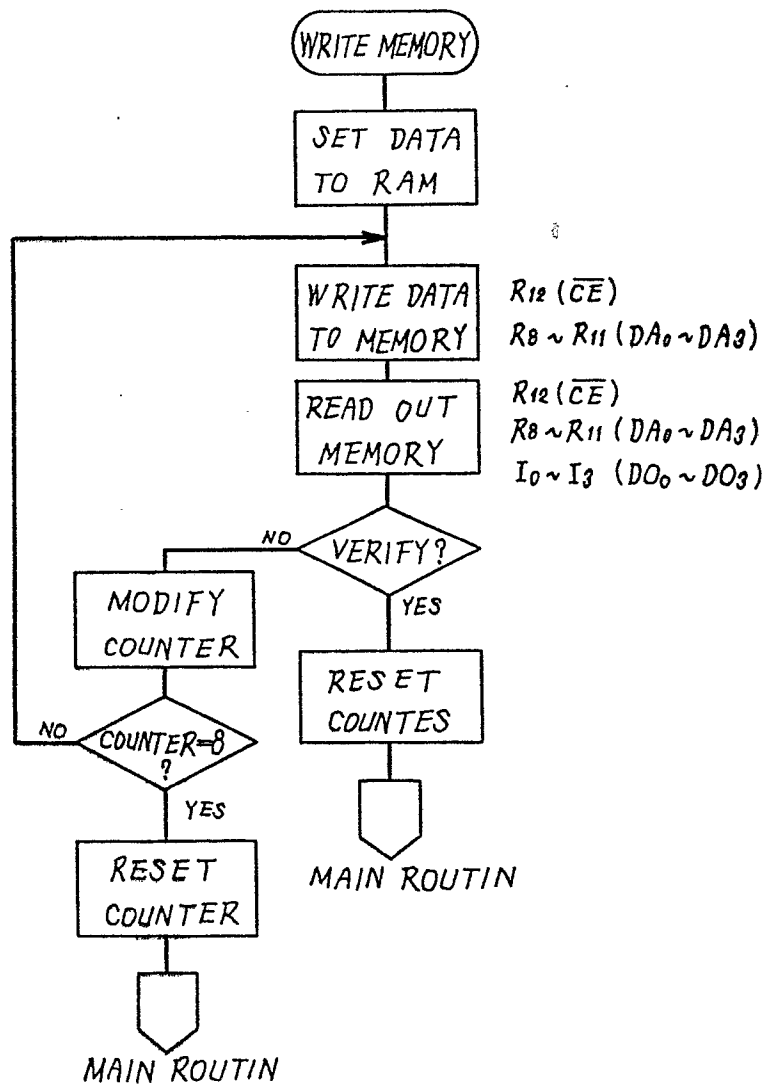 WRITE MEMORY
SET DATA
TO RAM
WRITE DATA
TO MEMORY
R12 (C̅E̅)
R8 ~ R11 (DA0 ~ DA3)
READ OUT
MEMORY
R12 (C̅E̅)
R8 ~ R11 (DA0 ~ DA3)
I0 ~ I3 (DO0 ~ DO3)
VERIFY?
NO
YES
MODIFY
COUNTER
RESET
COUNTES
COUNTER=8
?
NO
YES
MAIN ROUTIN
RESET
COUNTER
MAIN ROUTIN